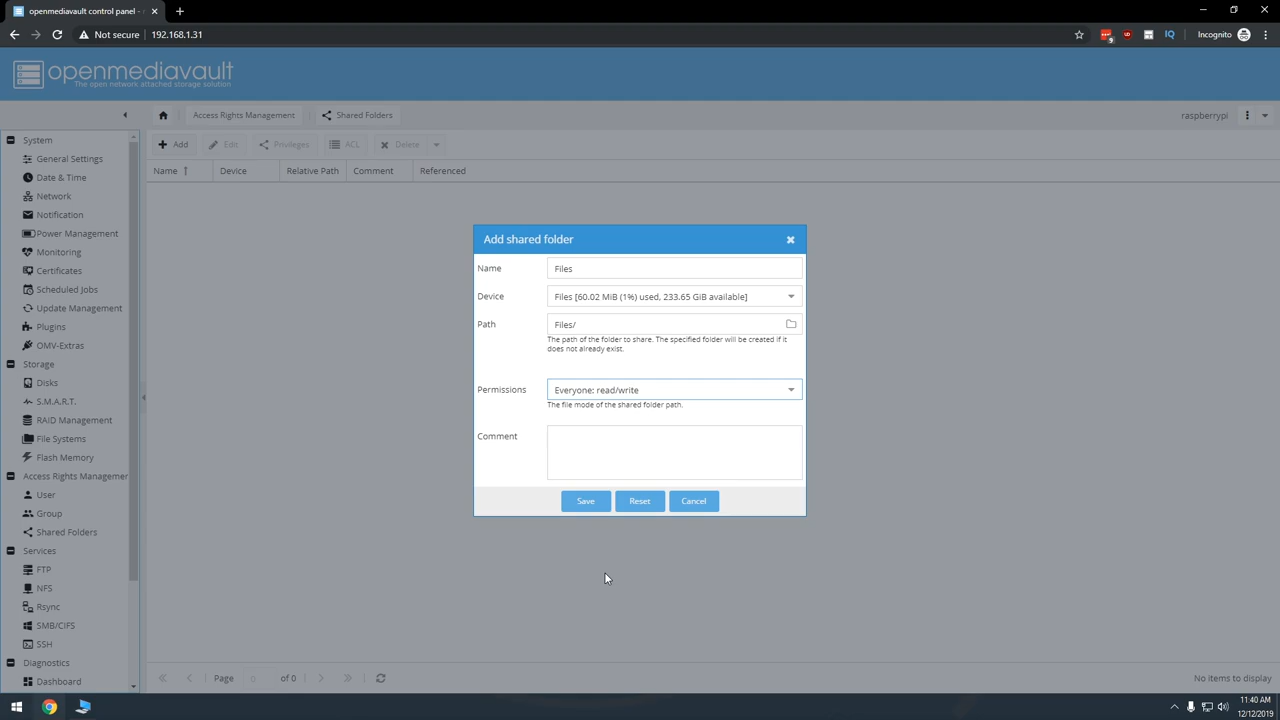 openmediavault control panel -
Not secure 192.168.1.31
9
IQ
Incognito
openmediavault
The open network attached storage solution
Access Rights Management
Shared Folders
raspberrypi
Add
Edit
Privileges
ACL
Delete
Name
Device
Relative Path
Comment
Referenced
System
General Settings
Date & Time
Network
Notification
Power Management
Monitoring
Certificates
Scheduled Jobs
Update Management
Plugins
OMV-Extras
Storage
Disks
S.M.A.R.T.
RAID Management
File Systems
Flash Memory
Access Rights Managemer
User
Group
Shared Folders
Services
FTP
NFS
Rsync
SMB/CIFS
SSH
Diagnostics
Dashboard
Add shared folder
Name
Files
Device
Files [60.02 MiB (1%) used, 233.65 GiB available]
Path
Files/
The path of the folder to share. The specified folder will be created if it
does not already exist.
Permissions
Everyone: read/write
The file mode of the shared folder path.
Comment
Save
Reset
Cancel
Page 0 of 0
No items to display
11:40 AM
12/12/2019